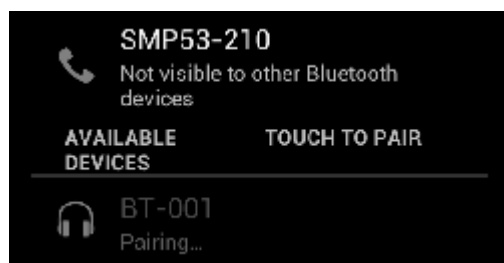 SMP53-210
Not visible to other Bluetooth
devices
AVAILABLE TOUCH TO PAIR
DEVICES
BT-001
Pairing...